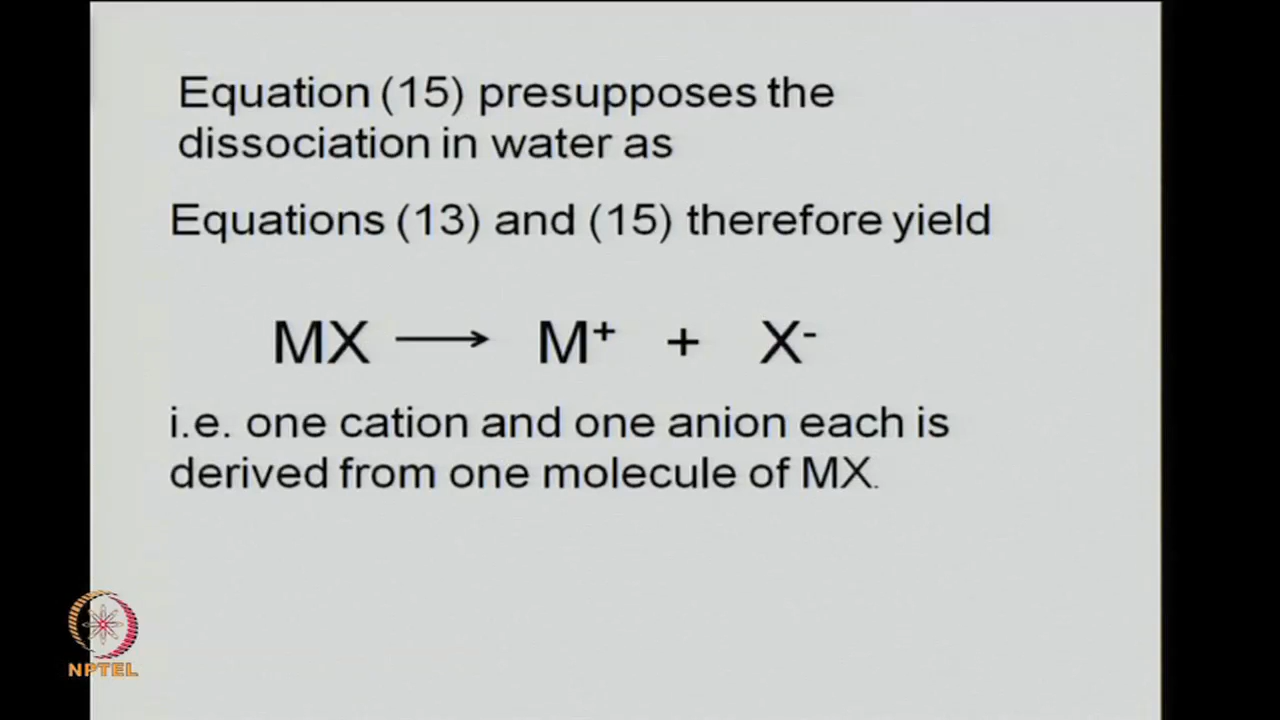 Equation (15) presupposes the
dissociation in water as
Equations (13) and (15) therefore yield
MX ⟶ M⁺ + X⁻
i.e. one cation and one anion each is
derived from one molecule of MX.
NPTEL